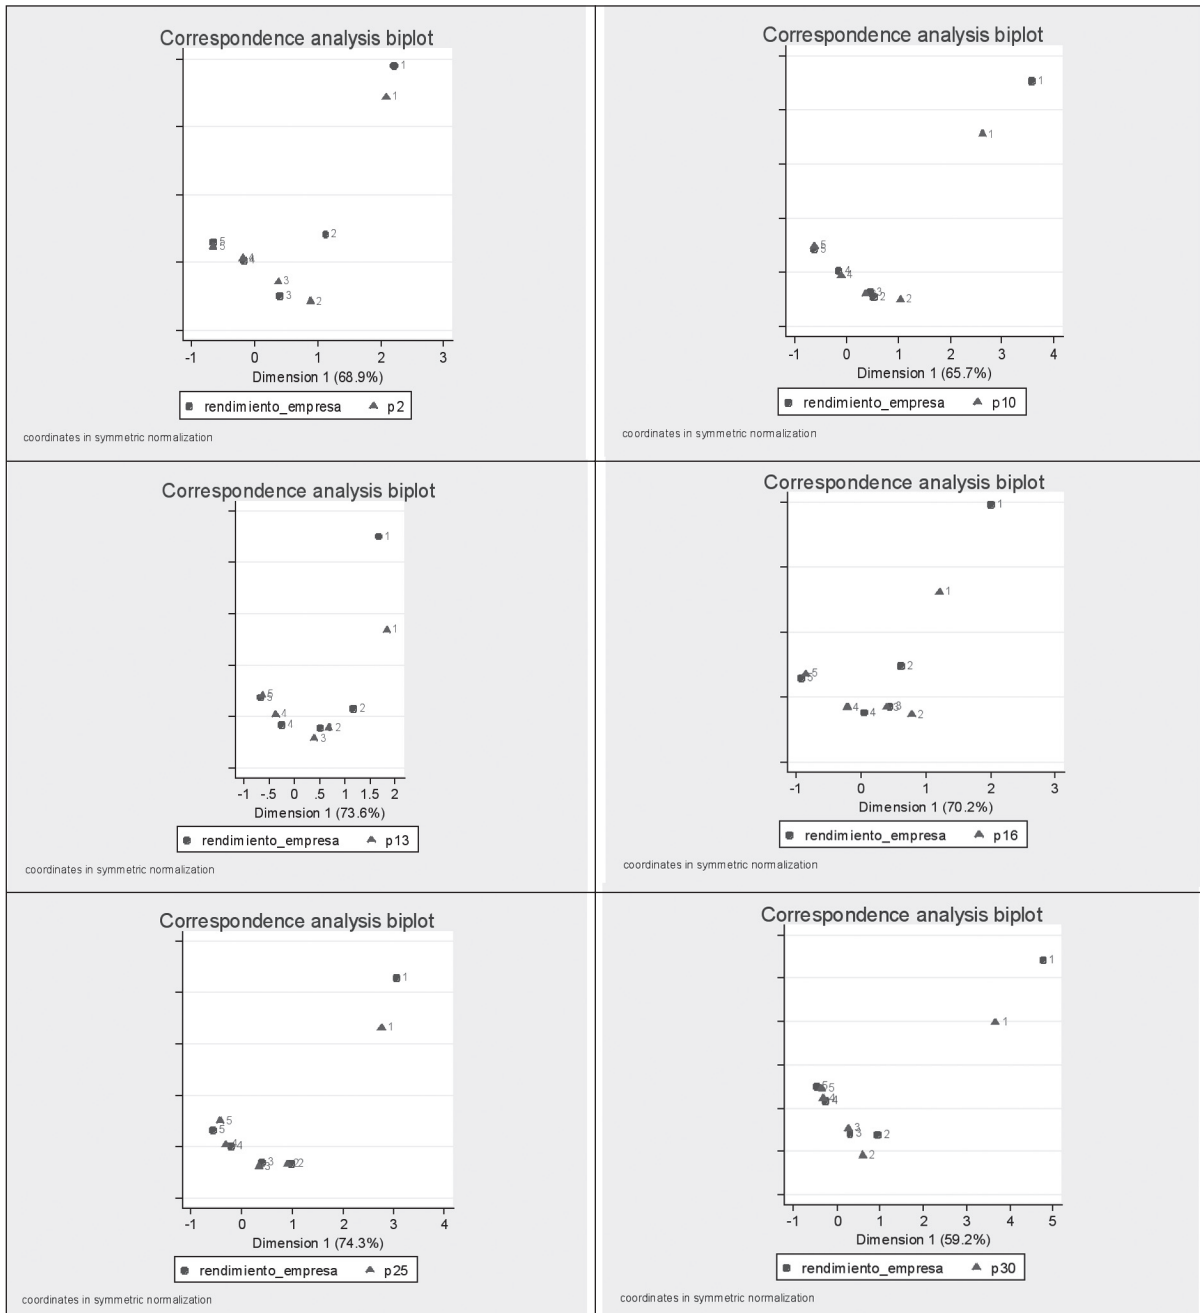 Correspondence analysis biplot
1
1
2
5
5
4
4
3
3
2
-1 0 1 2 3
Dimension 1 (68.9%)
rendimiento_empresa p2
coordinates in symmetric normalization
Correspondence analysis biplot
1
1
5
5
4
4
3
2
2
-1 0 1 2 3 4
Dimension 1 (65.7%)
rendimiento_empresa p10
coordinates in symmetric normalization
Correspondence analysis biplot
1
1
5
5
4
4
2
2
3
-1 -.5 0 .5 1 1.5 2
Dimension 1 (73.6%)
rendimiento_empresa p13
coordinates in symmetric normalization
Correspondence analysis biplot
1
1
2
5
5
4
4
3
3
2
-1 0 1 2 3
Dimension 1 (70.2%)
rendimiento_empresa p16
coordinates in symmetric normalization
Correspondence analysis biplot
1
1
5
5
4
4
3
3
2
2
-1 0 1 2 3 4
Dimension 1 (74.3%)
rendimiento_empresa p25
coordinates in symmetric normalization
Correspondence analysis biplot
1
1
5
5
4
4
3
3
2
2
-1 0 1 2 3 4 5
Dimension 1 (59.2%)
rendimiento_empresa p30
coordinates in symmetric normalization